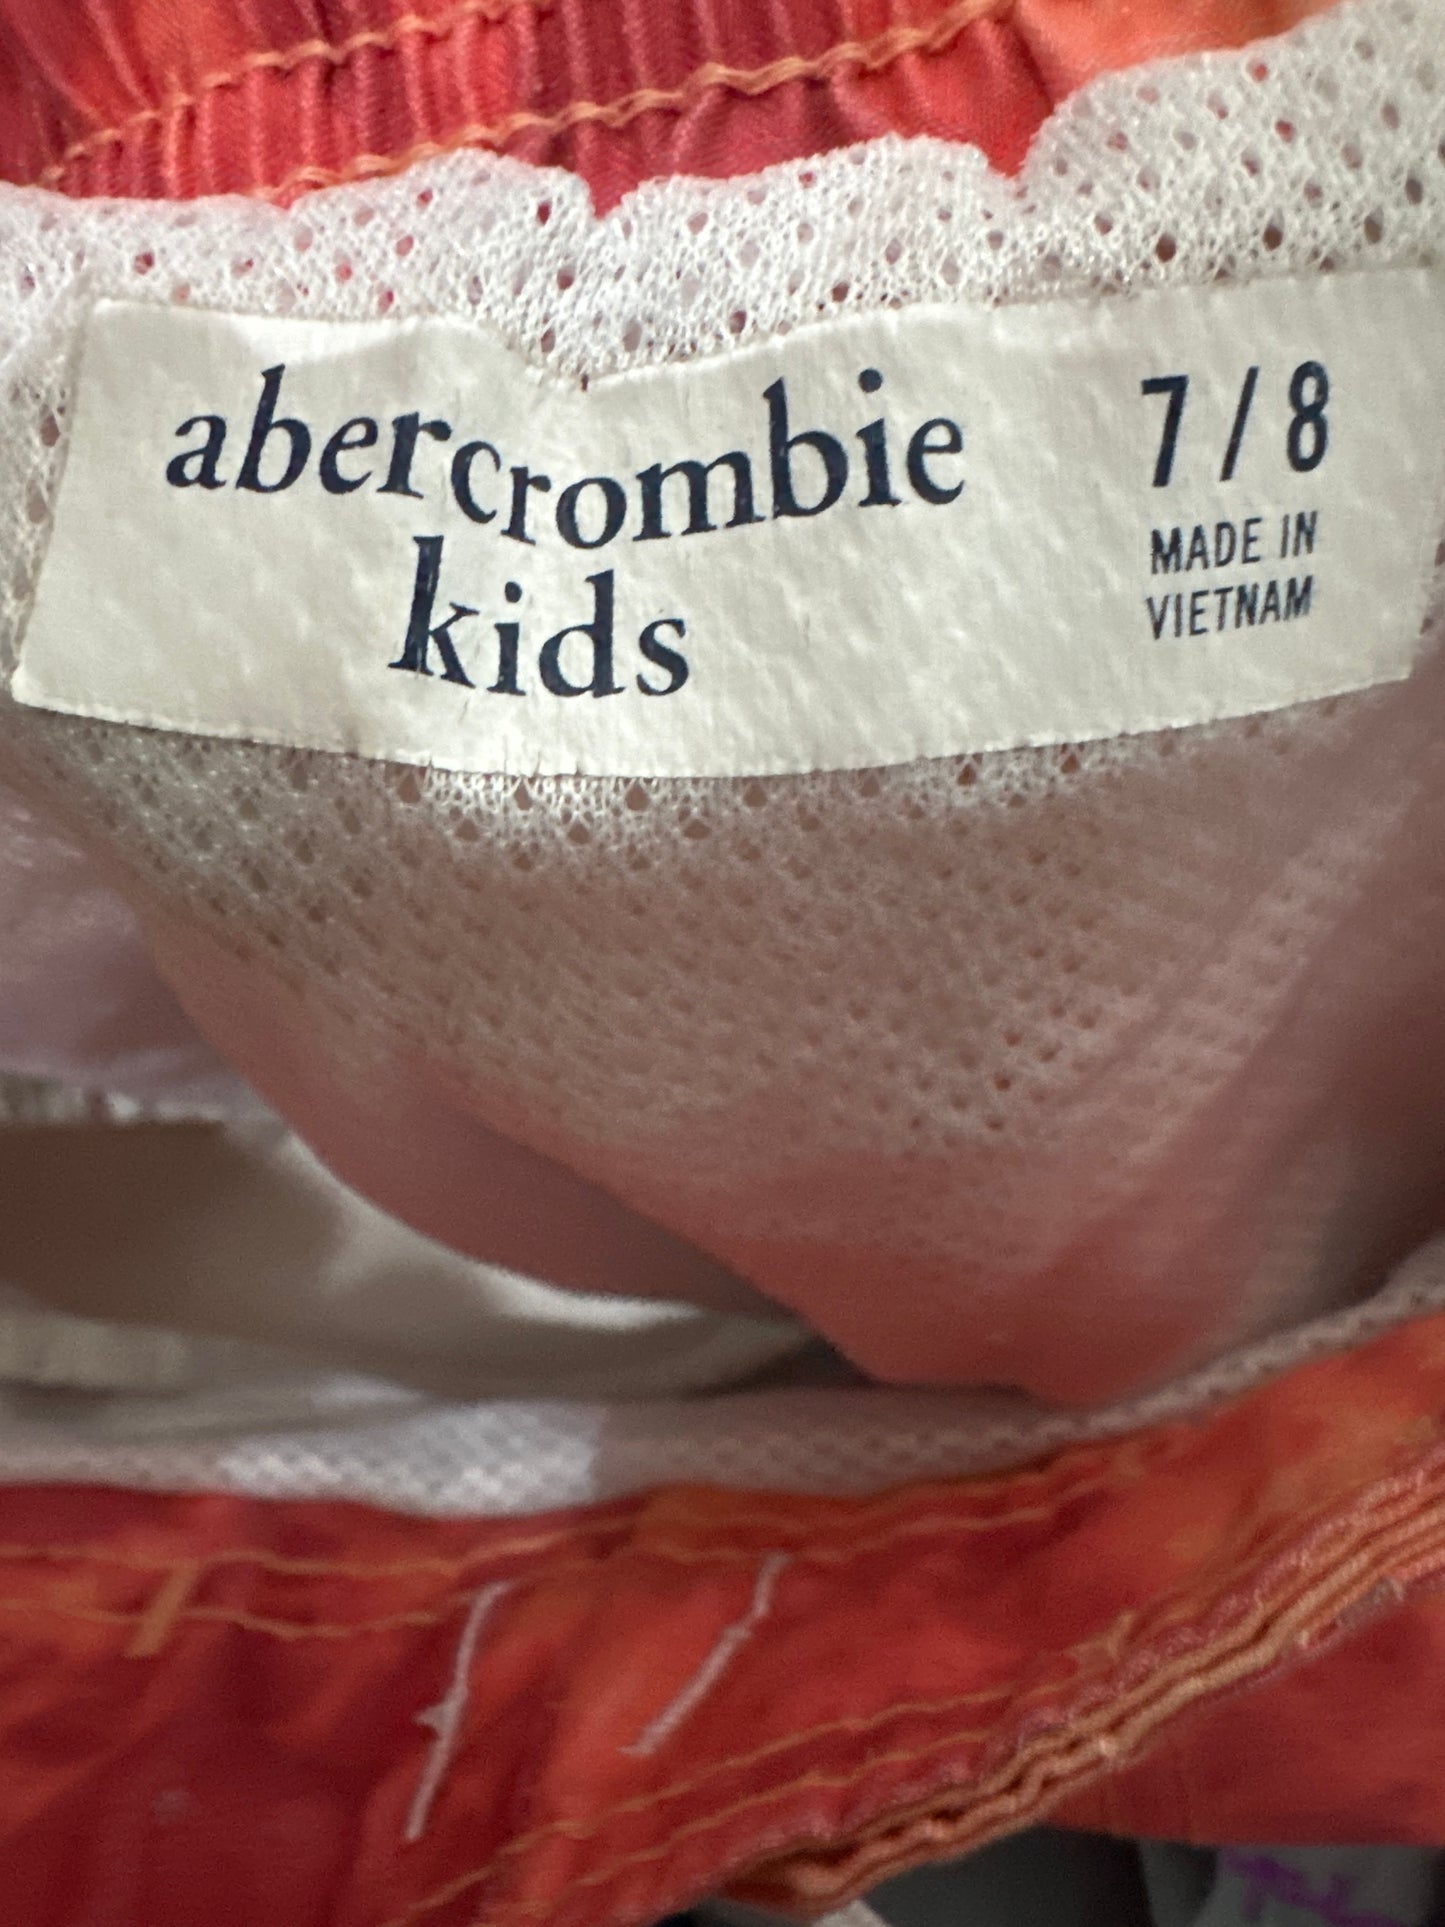 abercrombie
kids
7 / 8
MADE IN
VIETNAM